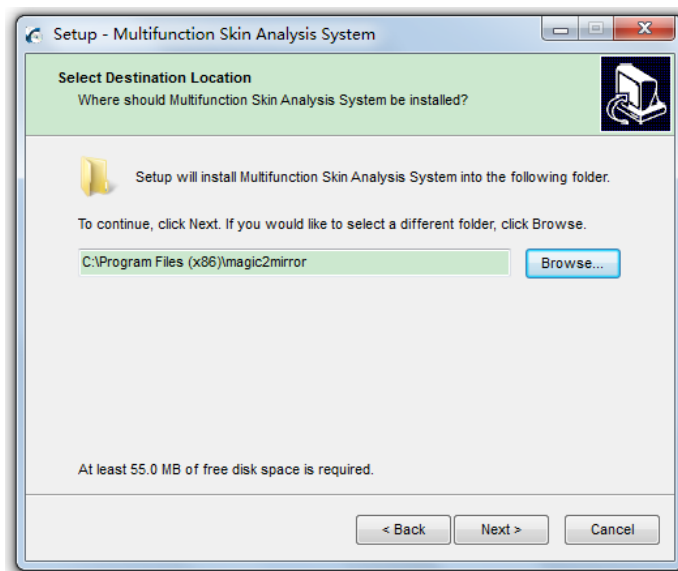 Setup - Multifunction Skin Analysis System
Select Destination Location
Where should Multifunction Skin Analysis System be installed?
Setup will install Multifunction Skin Analysis System into the following folder.
To continue, click Next. If you would like to select a different folder, click Browse.
C:\Program Files (x86)\magic2mirror
Browse...
At least 55.0 MB of free disk space is required.
< Back
Next >
Cancel